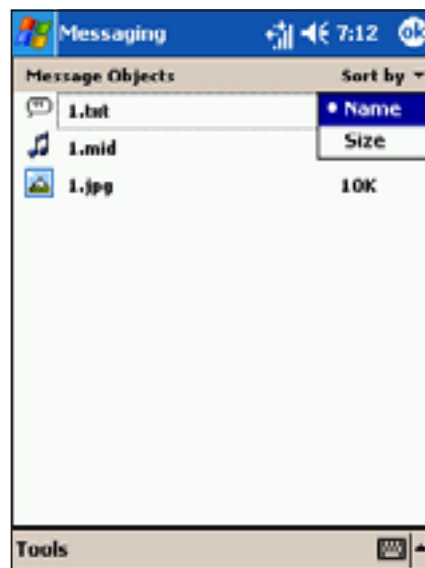 Messaging 7:12 ok
Message Objects Sort by
1.txt Name
1.mid Size
1.jpg 10K
Tools